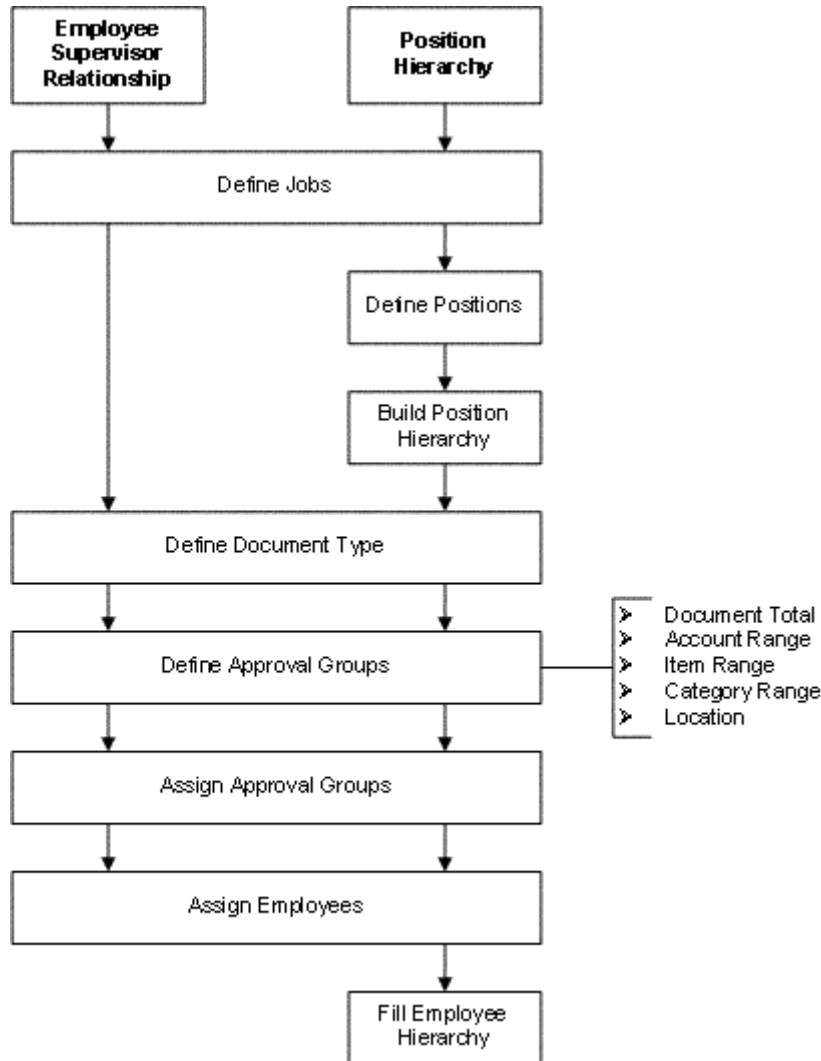 Employee
Supervisor
Relationship
Position
Hierarchy
Define Jobs
Define Positions
Build Position
Hierarchy
Define Document Type
Define Approval Groups
Document Total
Account Range
Item Range
Category Range
Location
Assign Approval Groups
Assign Employees
Fill Employee
Hierarchy